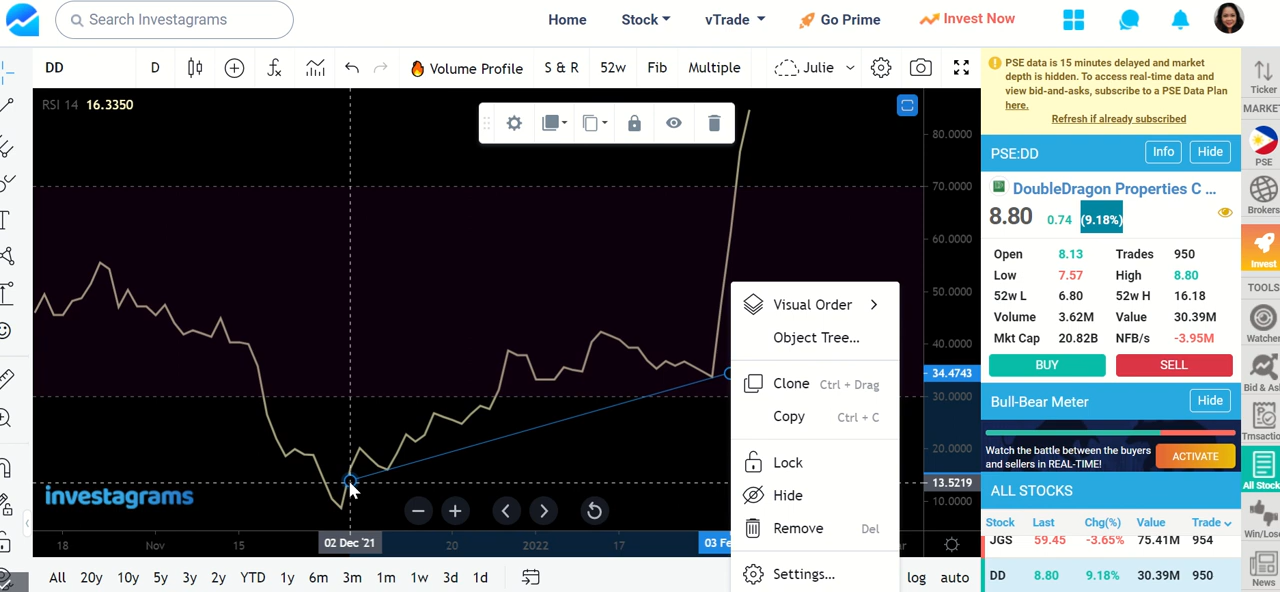 Search Investagrams
Home
Stock
vTrade
Go Prime
Invest Now
DD
D
Volume Profile
S & R
52w
Fib
Multiple
Julie
RSI 14 16.3350
80.0000
70.0000
60.0000
50.0000
40.0000
34.4743
30.0000
20.0000
13.5219
10.0000
Visual Order
Object Tree...
Clone Ctrl + Drag
Copy Ctrl + C
Lock
Hide
Remove Del
Settings...
investagrams
18
Nov
15
02 Dec '21
20
2022
17
All 20y 10y 5y 3y 2y YTD 1y 6m 3m 1m 1w 3d 1d
log auto
PSE data is 15 minutes delayed and market
depth is hidden. To access real-time data and
view bid-and-asks, subscribe to a PSE Data Plan
here.
Refresh if already subscribed
PSE:DD
Info
Hide
DoubleDragon Properties C ...
8.80 0.74 (9.18%)
Open 8.13 Trades 950
Low 7.57 High 8.80
52w L 6.80 52w H 16.18
Volume 3.62M Value 30.39M
Mkt Cap 20.82B NFB/s -3.95M
BUY
SELL
Bull-Bear Meter
Hide
Watch the battle between the buyers
and sellers in REAL-TIME!
ACTIVATE
ALL STOCKS
Stock Last Chg(%) Value Trade
JGS 59.45 -3.65% 75.41M 954
DD 8.80 9.18% 30.39M 950
Ticker
MARKE
PSE
Brokers
Invest
TOOLS
Watcher
Bid & As
All Stock
Win/Lose
News